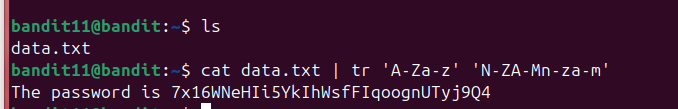 bandit11@bandit:~$ ls
data.txt
bandit11@bandit:~$ cat data.txt | tr 'A-Za-z' 'N-ZA-Mn-za-m'
The password is 7x16WNeHIi5YkIhWsfFIqoognUTyj9Q4